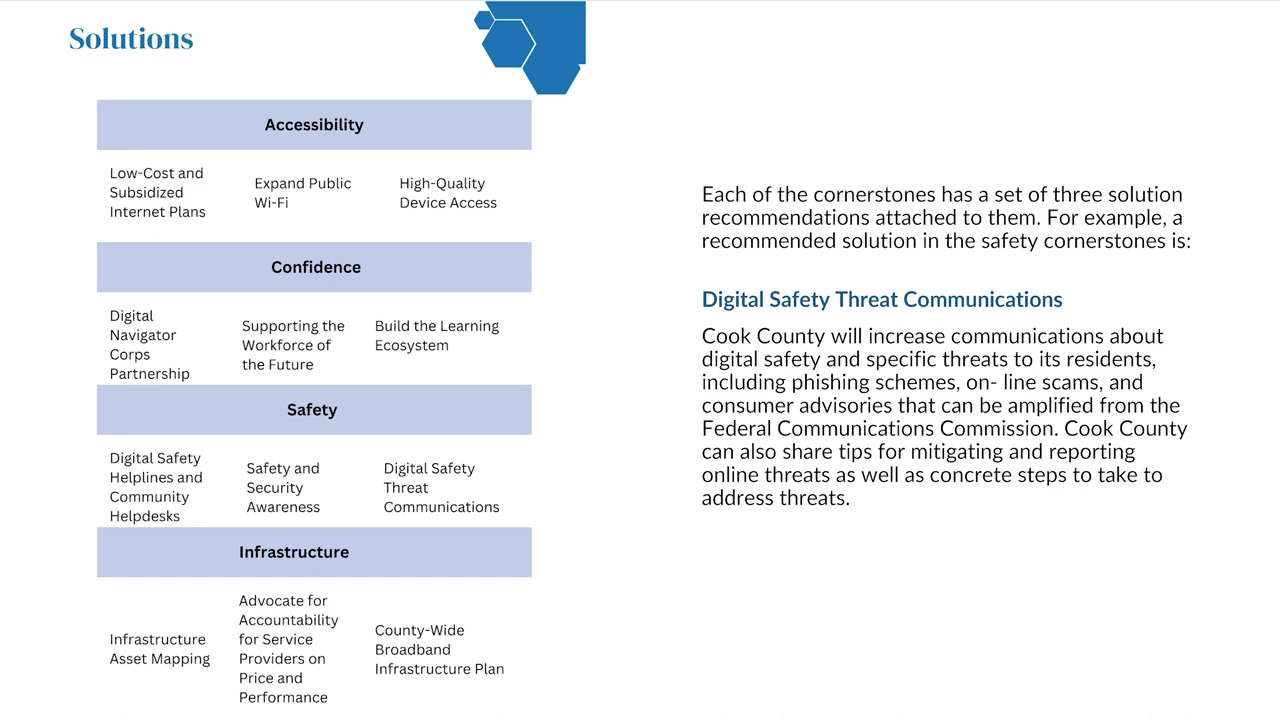 Solutions
Accessibility
Low-Cost and
Subsidized
Internet Plans
Expand Public
Wi-Fi
High-Quality
Device Access
Confidence
Digital
Navigator
Corps
Partnership
Supporting the
Workforce of
the Future
Build the Learning
Ecosystem
Safety
Digital Safety
Helplines and
Community
Helpdesks
Safety and
Security
Awareness
Digital Safety
Threat
Communications
Infrastructure
Infrastructure
Asset Mapping
Advocate for
Accountability
for Service
Providers on
Price and
Performance
County-Wide
Broadband
Infrastructure Plan
Each of the cornerstones has a set of three solution
recommendations attached to them. For example, a
recommended solution in the safety cornerstones is:
Digital Safety Threat Communications
Cook County will increase communications about
digital safety and specific threats to its residents,
including phishing schemes, on- line scams, and
consumer advisories that can be amplified from the
Federal Communications Commission. Cook County
can also share tips for mitigating and reporting
online threats as well as concrete steps to take to
address threats.